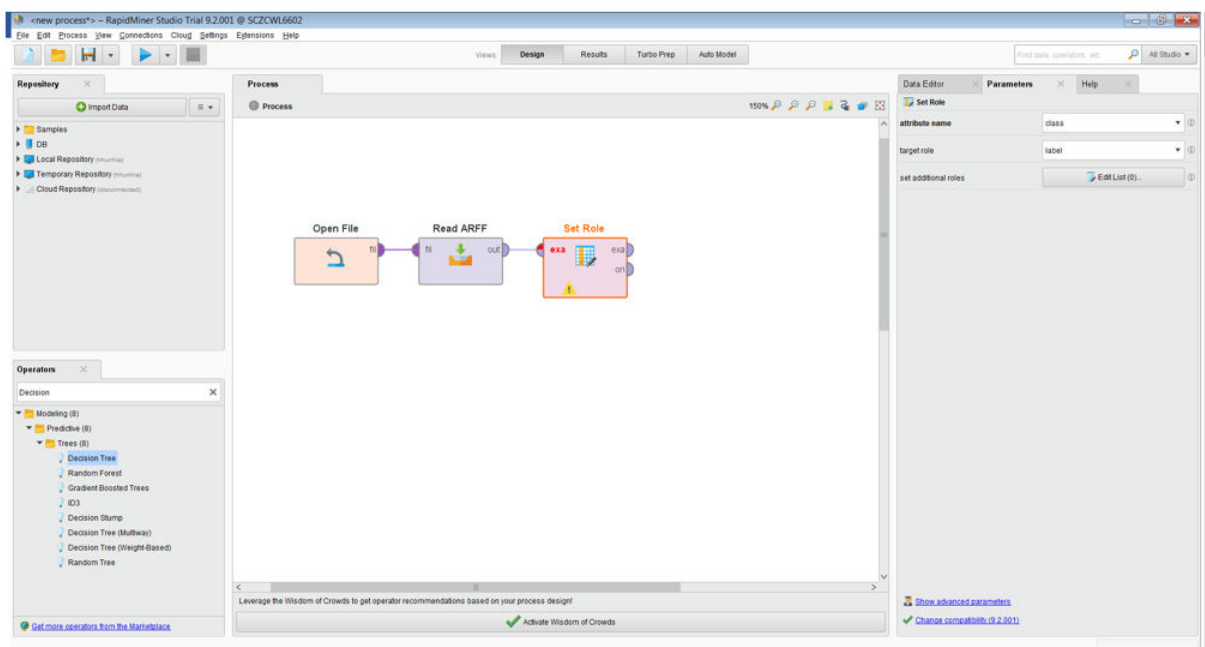 <new process*> – RapidMiner Studio Trial 9.2.001 @ SCZCWL6602
File Edit Process View Connections Cloud Settings Extensions Help
Views: Design Results Turbo Prep Auto Model
Find data, operators...etc All Studio
Repository
Import Data
Samples
DB
Local Repository
Temporary Repository
Cloud Repository (disconnected)
Operators
Decision
Modeling (8)
Predictive (8)
Trees (8)
Decision Tree
Random Forest
Gradient Boosted Trees
ID3
Decision Stump
Decision Tree (Multiway)
Decision Tree (Weight-Based)
Random Tree
Get more operators from the Marketplace
Process
Process
150%
Open File Read ARFF Set Role
fil fil out exa exa
ori
Leverage the Wisdom of Crowds to get operator recommendations based on your process design!
Activate Wisdom of Crowds
Data Editor Parameters Help
Set Role
attribute name class
target role label
set additional roles Edit List (0)...
Show advanced parameters
Change compatibility (9.2.001)